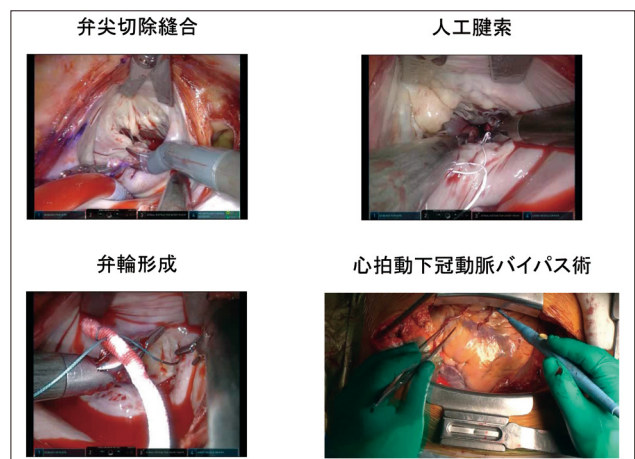 弁尖切除縫合
人工腱索
弁輪形成
心拍動下冠動脈バイパス術